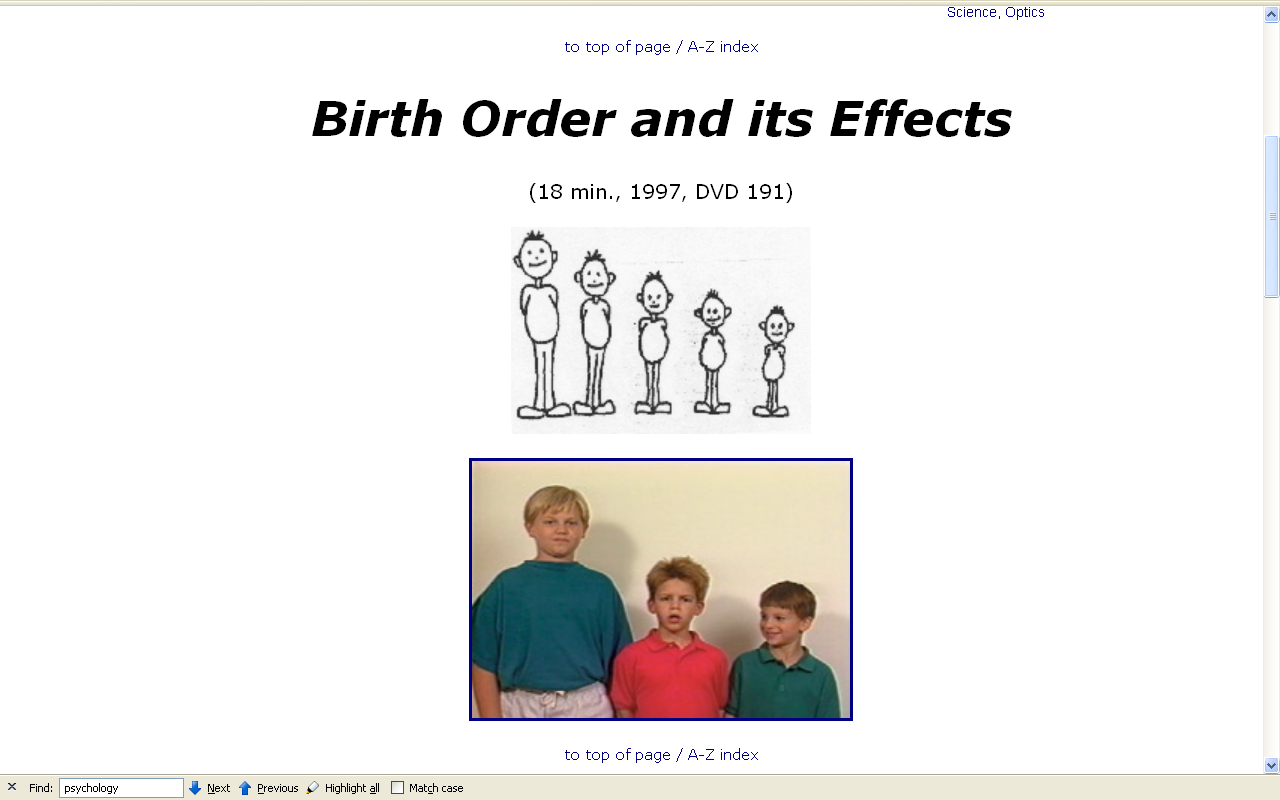 Science, Optics
to top of page / A-Z index
Birth Order and its Effects
(18 min., 1997, DVD 191)
to top of page / A-Z index
Find: psychology Next Previous Highlight all Match case